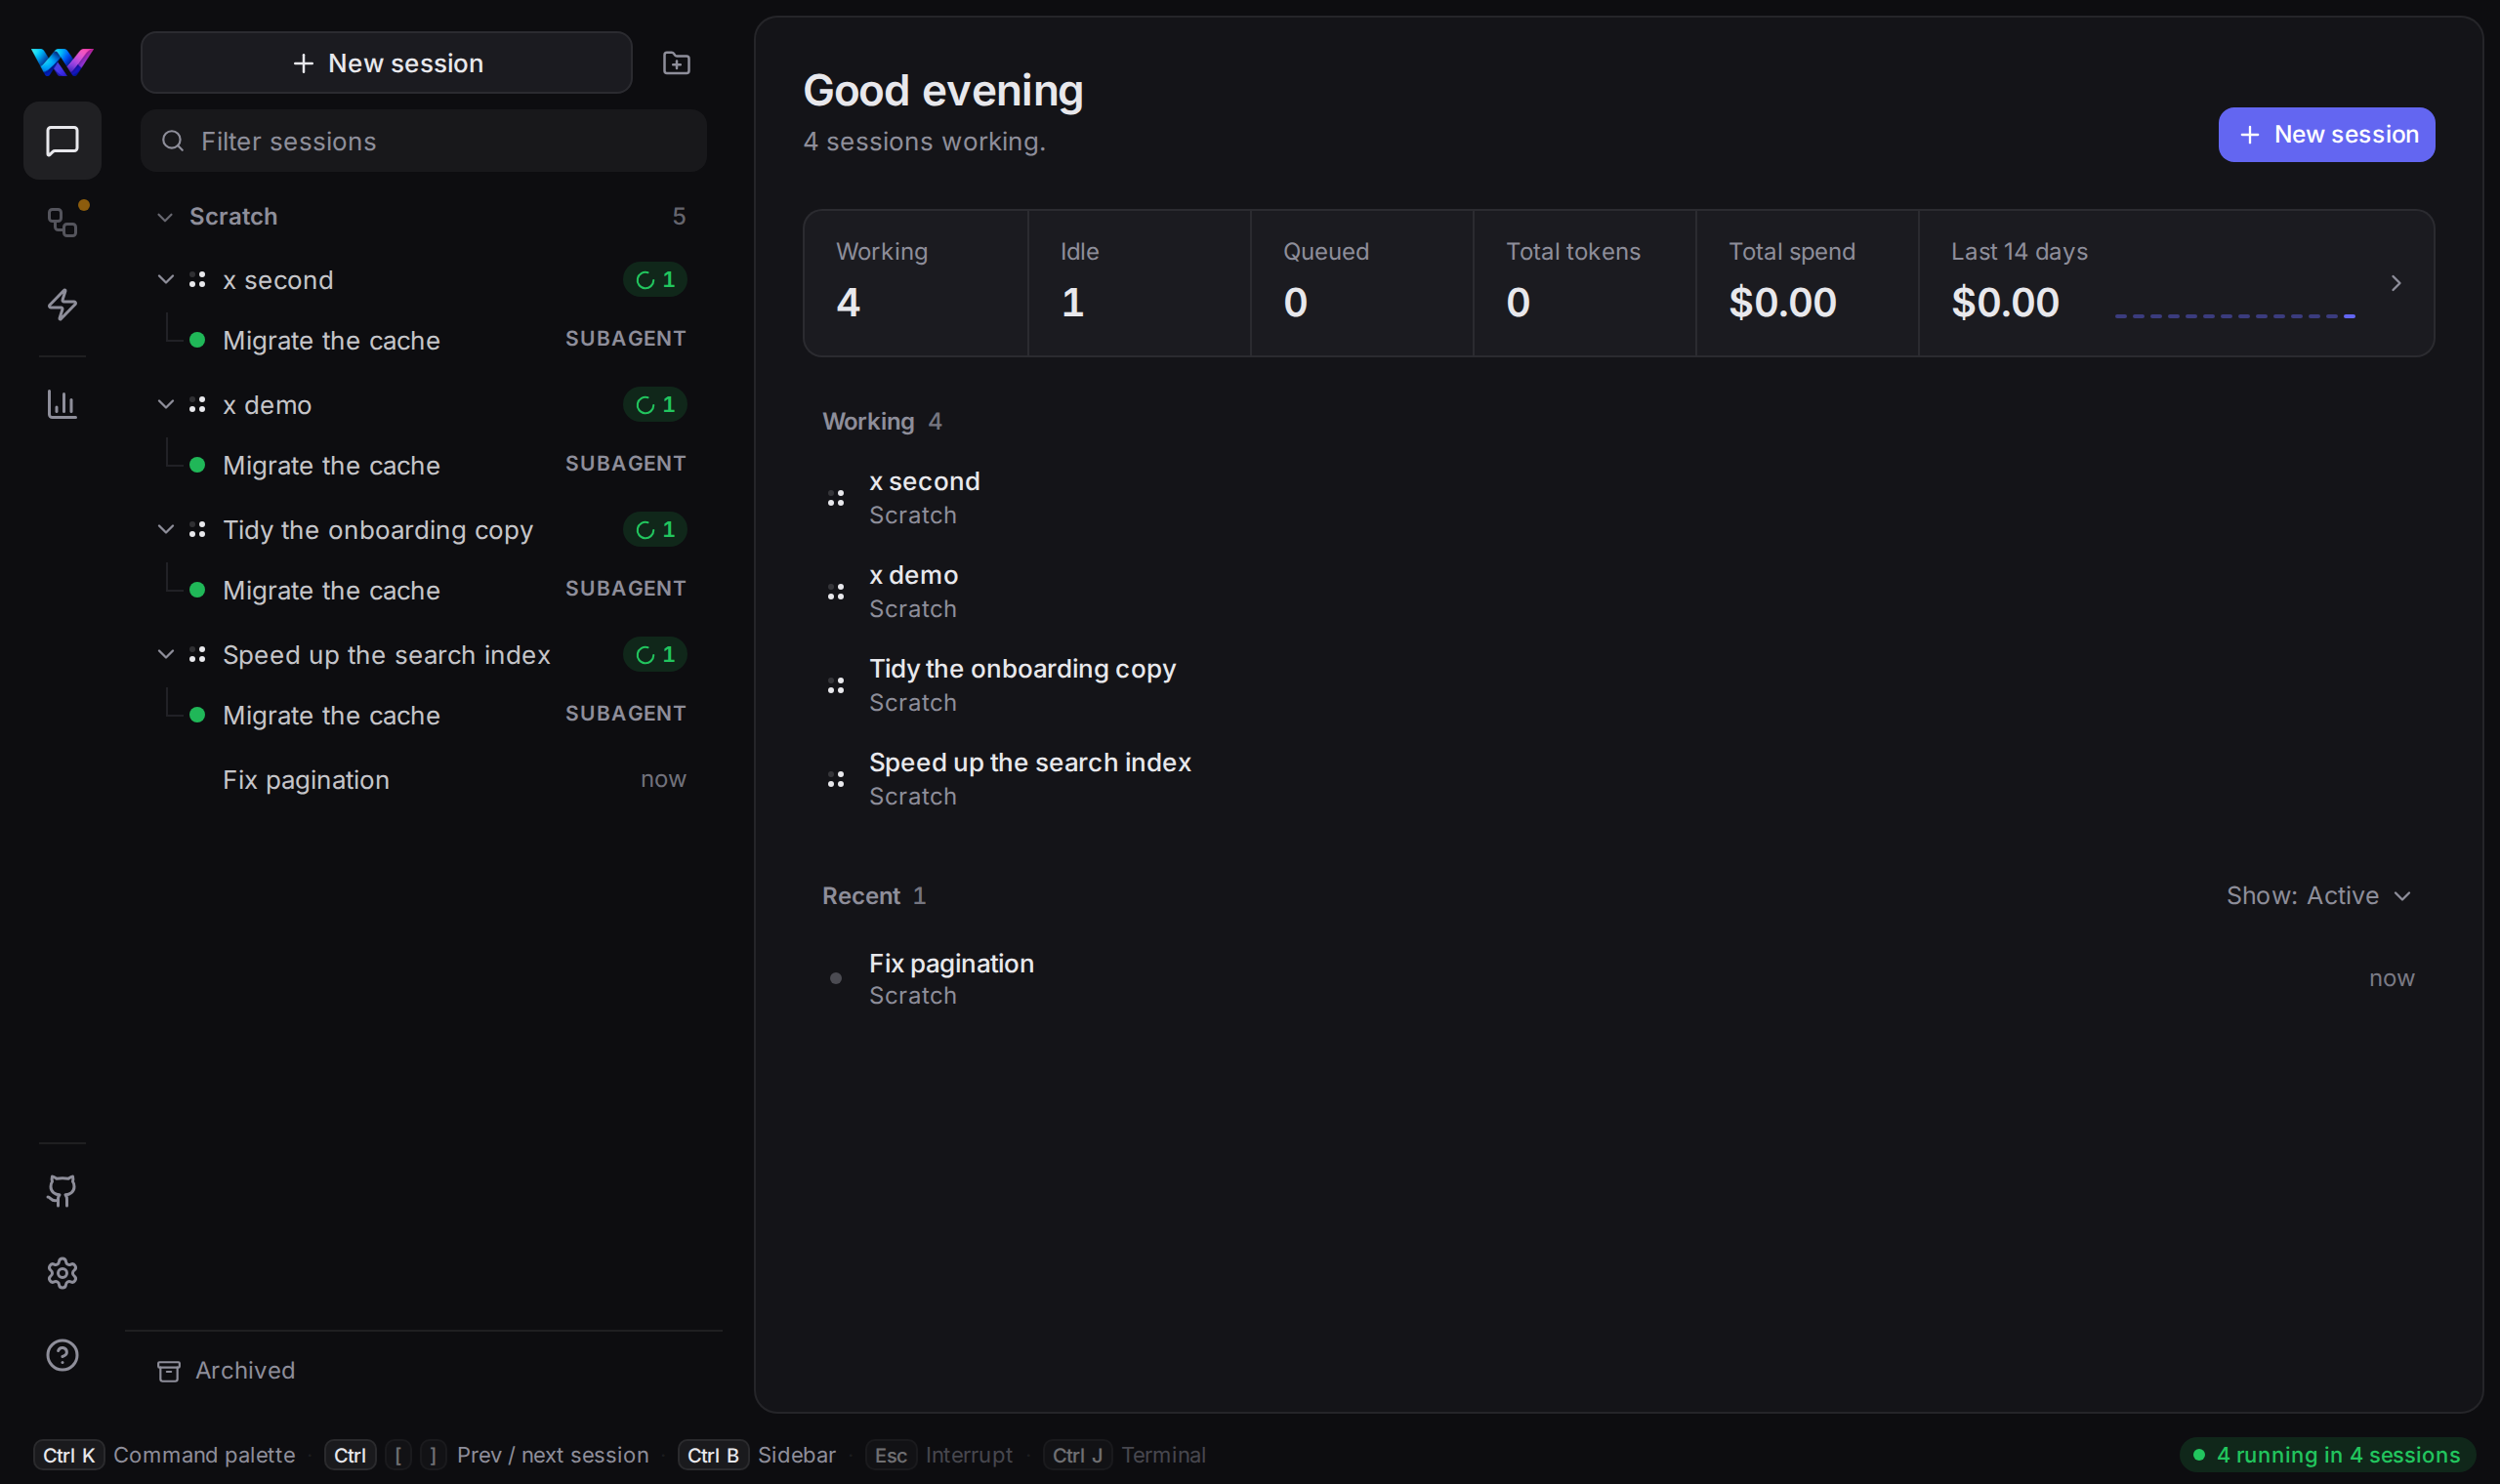 New session
Filter sessions
Scratch 5
x second 1
Migrate the cache SUBAGENT
x demo 1
Migrate the cache SUBAGENT
Tidy the onboarding copy 1
Migrate the cache SUBAGENT
Speed up the search index 1
Migrate the cache SUBAGENT
Fix pagination now
Archived
Good evening
4 sessions working.
New session
Working
4
Idle
1
Queued
0
Total tokens
0
Total spend
$0.00
Last 14 days
$0.00
Working 4
x second
Scratch
x demo
Scratch
Tidy the onboarding copy
Scratch
Speed up the search index
Scratch
Recent 1 Show: Active
Fix pagination
Scratch
now
Ctrl K Command palette · Ctrl [ ] Prev / next session · Ctrl B Sidebar · Esc Interrupt · Ctrl J Terminal
4 running in 4 sessions